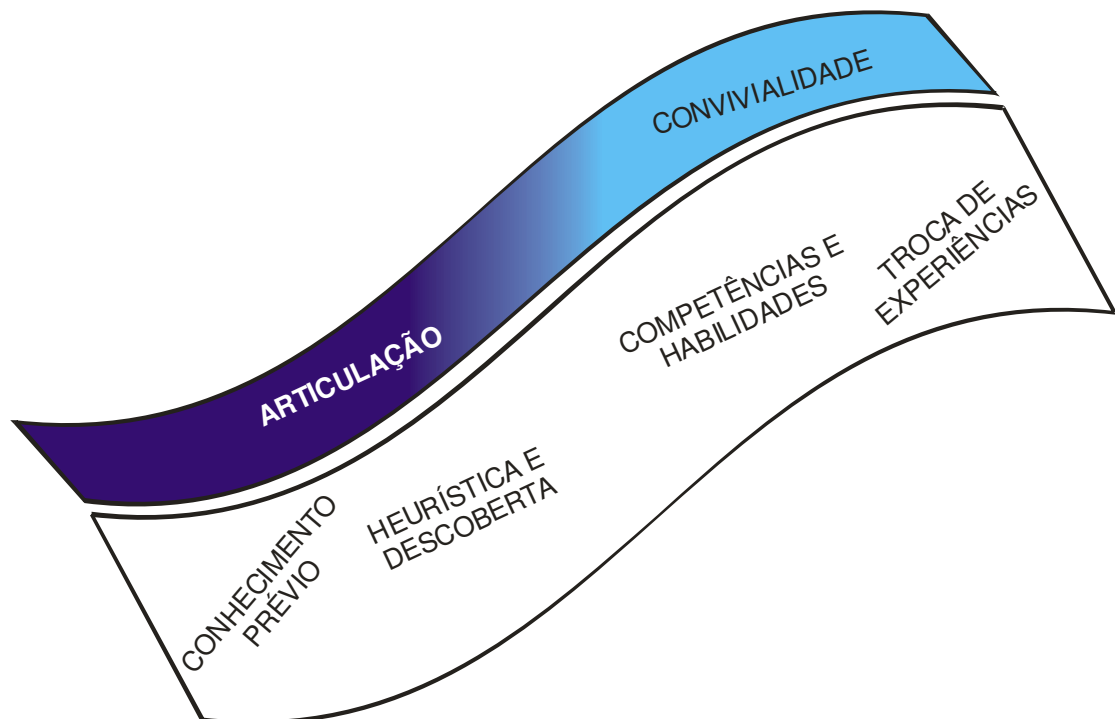 CONVIVIALIDADE
ARTICULAÇÃO
CONHECIMENTO
PRÉVIO
HEURÍSTICA E
DESCOBERTA
COMPETÊNCIAS E
HABILIDADES
TROCA DE
EXPERIÊNCIAS